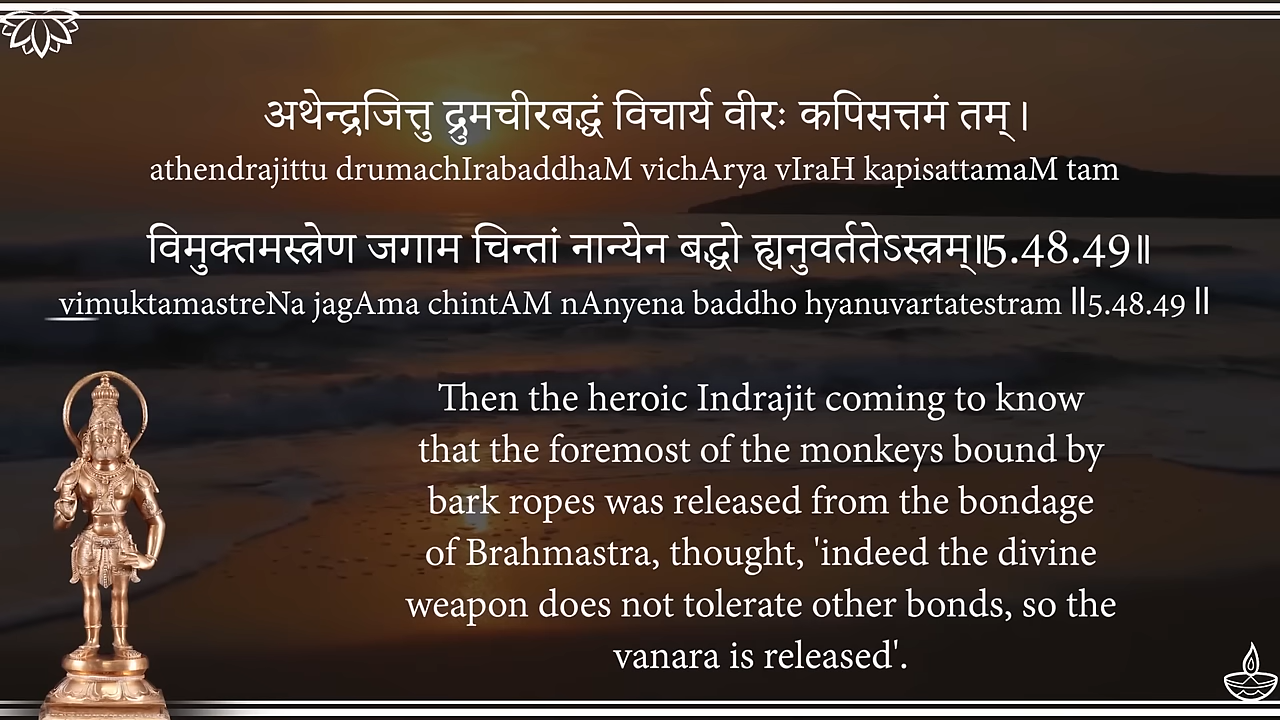 अथेन्द्रजित्तु द्रुमचीरबद्धं विचार्य वीरः कपिसत्तमं तम् ।
athendrajittu drumachIrabaddhaM vichArya vIraH kapisattamaM tam
विमुक्तमस्त्रेण जगाम चिन्तां नान्येन बद्धो ह्यनुवर्ततेऽस्त्रम्॥5.48.49॥
vimuktamastreNa jagAma chintAM nAnyena baddho hyanuvartatestram ||5.48.49 ||
Then the heroic Indrajit coming to know
that the foremost of the monkeys bound by
bark ropes was released from the bondage
of Brahmastra, thought, 'indeed the divine
weapon does not tolerate other bonds, so the
vanara is released'.